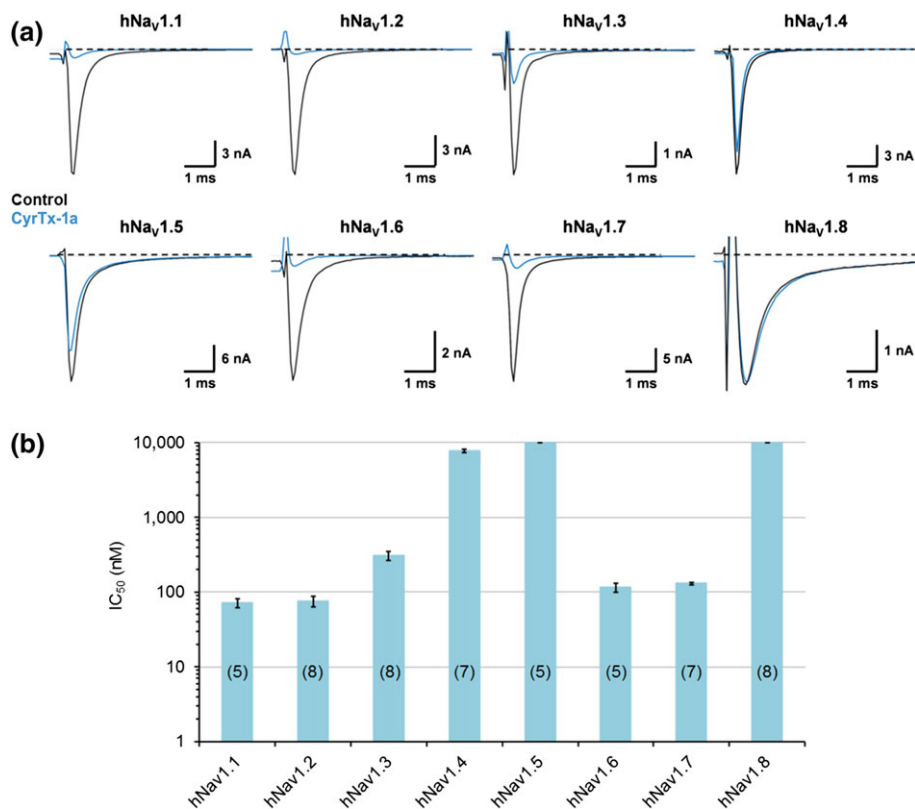 (a)
hNaV1.1
hNaV1.2
hNaV1.3
hNaV1.4
3 nA
1 ms
3 nA
1 ms
1 nA
1 ms
3 nA
1 ms
Control
CyrTx-1a
hNaV1.5
hNaV1.6
hNaV1.7
hNaV1.8
6 nA
1 ms
2 nA
1 ms
5 nA
1 ms
1 nA
1 ms
(b)
IC50 (nM)
10,000
1,000
100
10
1
(5)
(8)
(8)
(7)
(5)
(5)
(7)
(8)
hNav1.1
hNav1.2
hNav1.3
hNav1.4
hNav1.5
hNav1.6
hNav1.7
hNav1.8